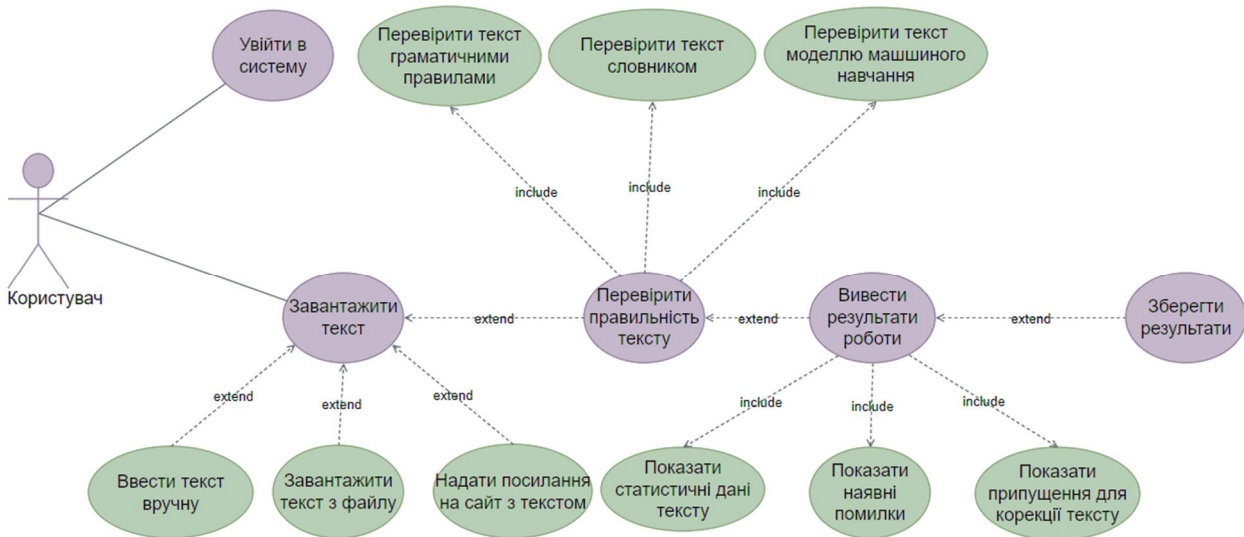 Увійти в
систему
Перевірити текст
граматичними
правилами
Перевірити текст
словником
Перевірити текст
моделлю машшиного
навчання
include
include
include
Користувач
Завантажити
текст
extend
Перевірити
правильність
тексту
extend
Вивести
результати
роботи
extend
Зберегти
результати
extend
extend
extend
include
include
include
Ввести текст
вручну
Завантажити
текст з файлу
Надати посилання
на сайт з текстом
Показати
статистичні дані
тексту
Показати
наявні
помилки
Показати
припущення для
корекції тексту